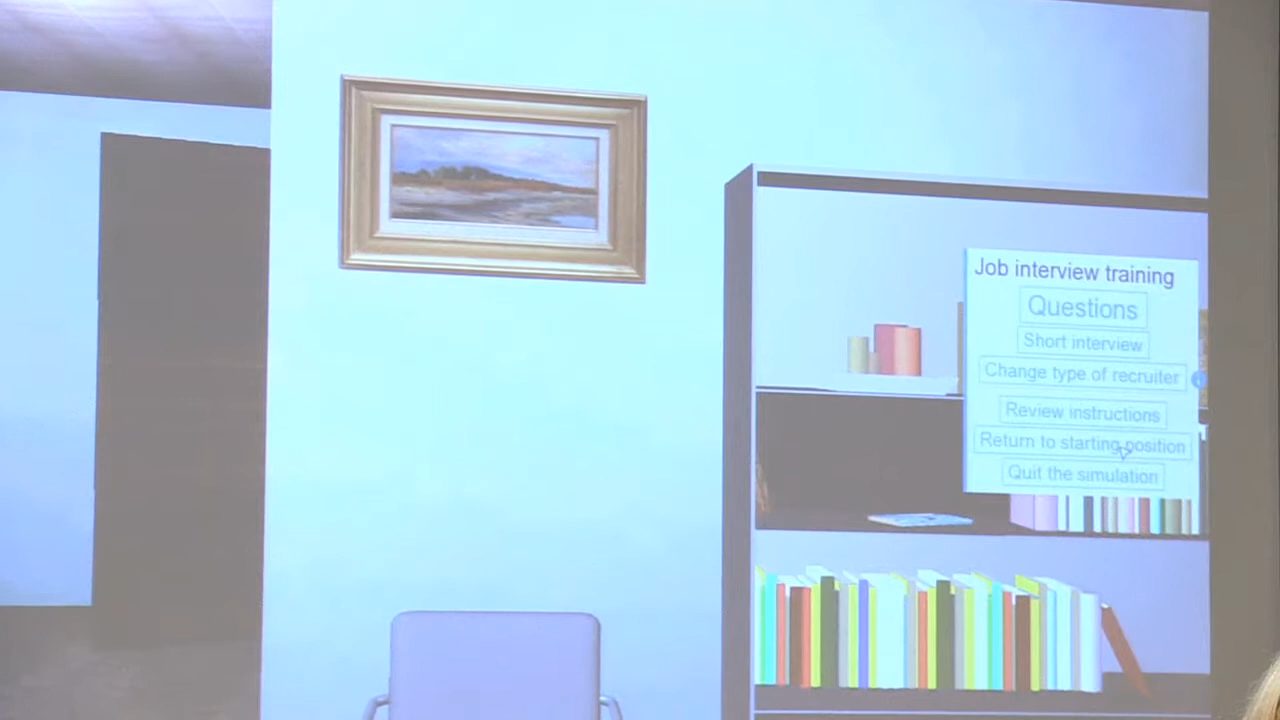 Job interview training
Questions
Short interview
Change type of recruiter
Review instructions
Return to starting position
Quit the simulation